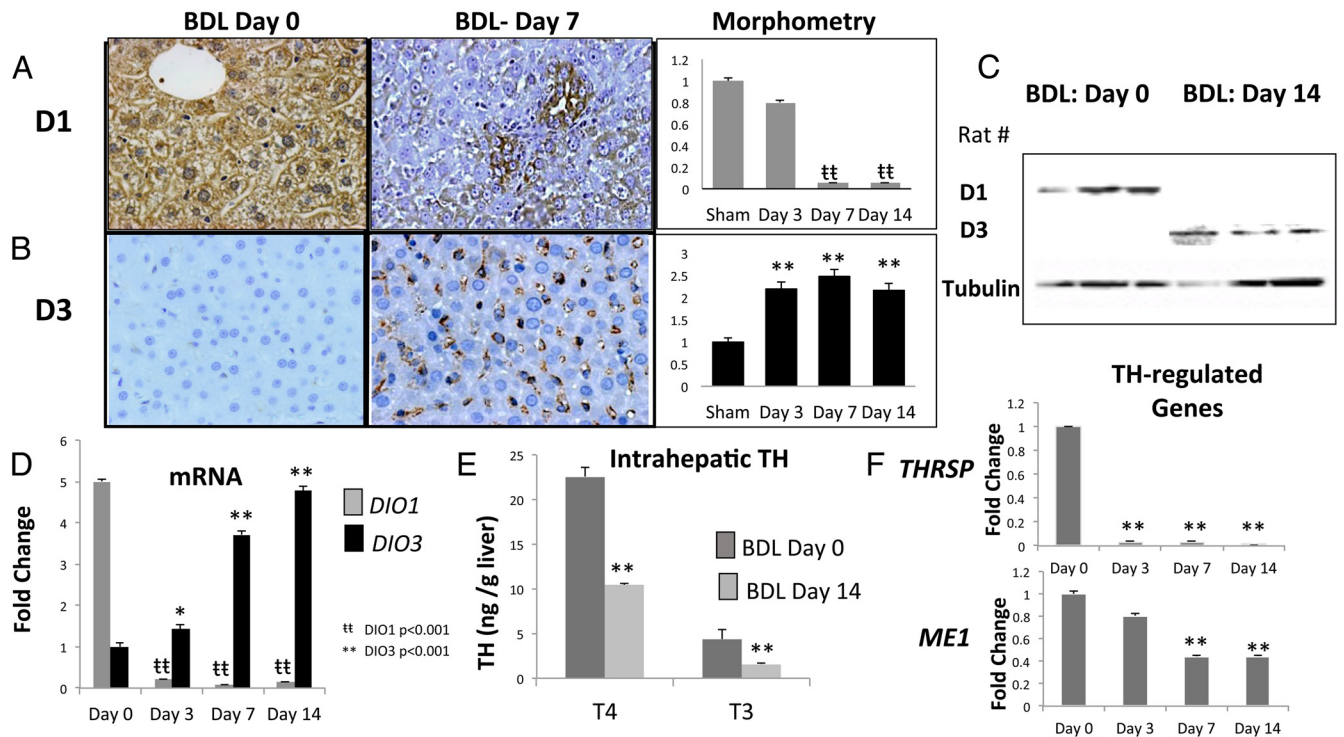 BDL Day 0
BDL- Day 7
Morphometry
A
D1
1.2
1
0.8
0.6
0.4
0.2
0
ŧŧ
ŧŧ
Sham Day 3 Day 7 Day 14
B
D3
3
2.5
2
1.5
1
0.5
0
**
**
**
Sham Day 3 Day 7 Day 14
C
BDL: Day 0 BDL: Day 14
Rat #
D1
D3
Tubulin
D
mRNA
Fold Change
6
5
4
3
2
1
0
ŧŧ
*
ŧŧ
**
ŧŧ
**
Day 0 Day 3 Day 7 Day 14
DIO1
DIO3
ŧŧ DIO1 p<0.001
** DIO3 p<0.001
E
Intrahepatic TH
TH (ng /g liver)
25
20
15
10
5
0
**
**
T4 T3
BDL Day 0
BDL Day 14
F
TH-regulated
Genes
THRSP
Fold Change
1.2
1
0.8
0.6
0.4
0.2
0
** ** **
Day 0 Day 3 Day 7 Day 14
ME1
Fold Change
1.2
1
0.8
0.6
0.4
0.2
0
** **
Day 0 Day 3 Day 7 Day 14